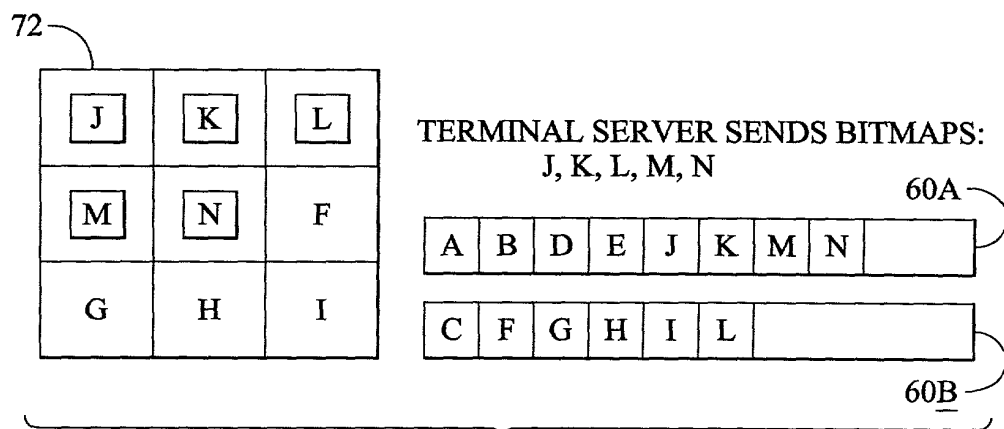 72
J K L
TERMINAL SERVER SENDS BITMAPS:
J, K, L, M, N
M N F
60A
A B D E J K M N
G H I
C F G H I L
60B